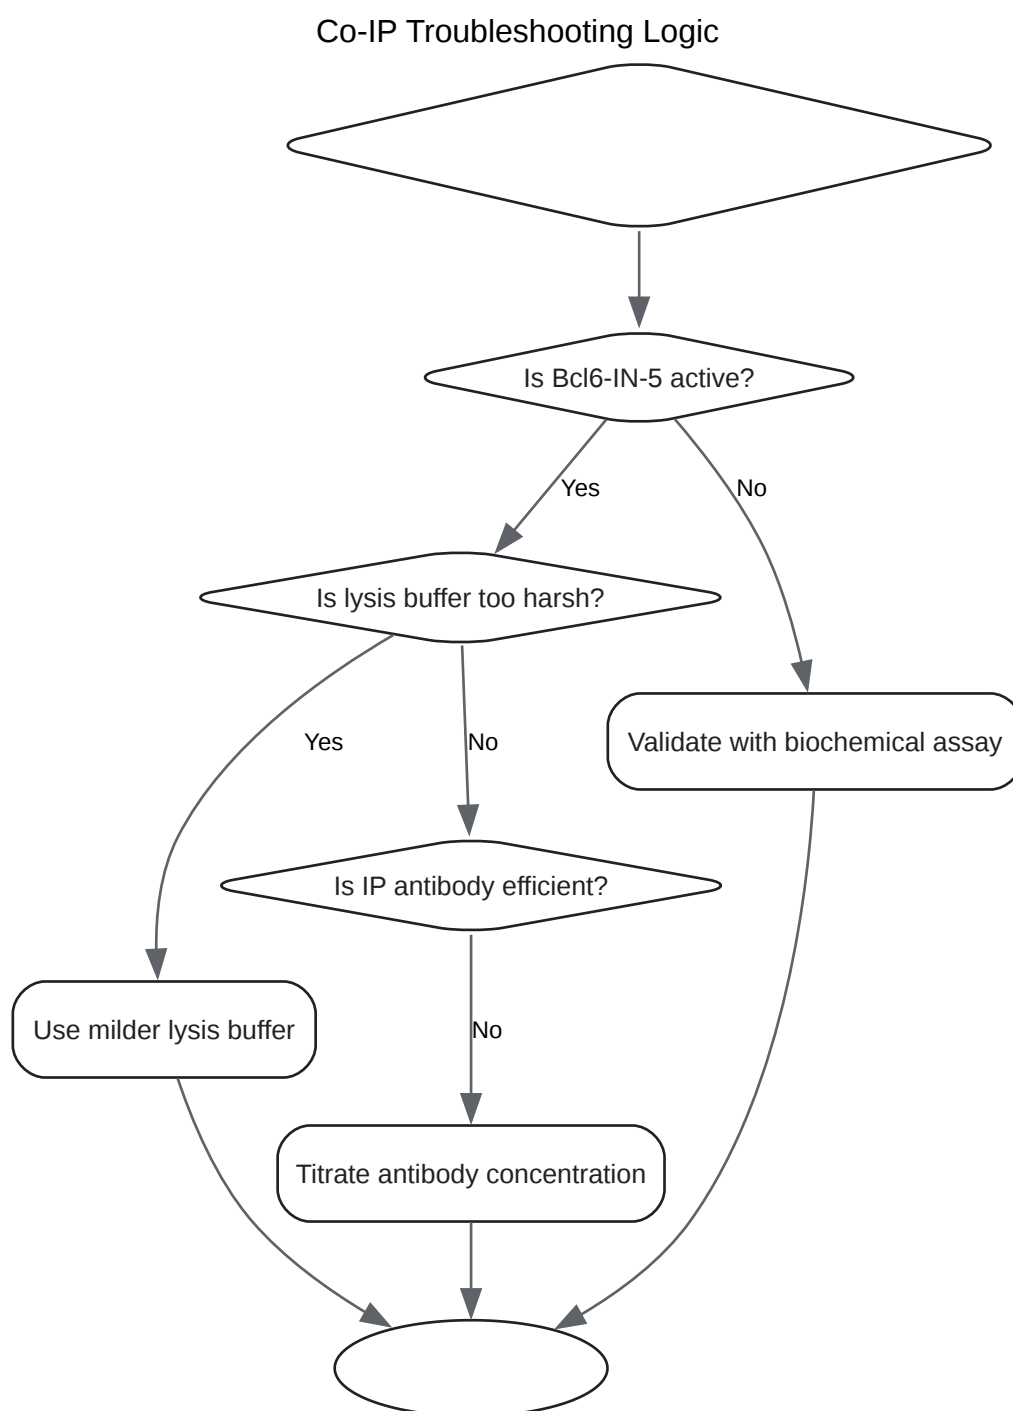 Co-IP Troubleshooting Logic
Is Bcl6-IN-5 active?
Yes
No
Is lysis buffer too harsh?
Yes
No
Validate with biochemical assay
Is IP antibody efficient?
Use milder lysis buffer
No
Titrate antibody concentration